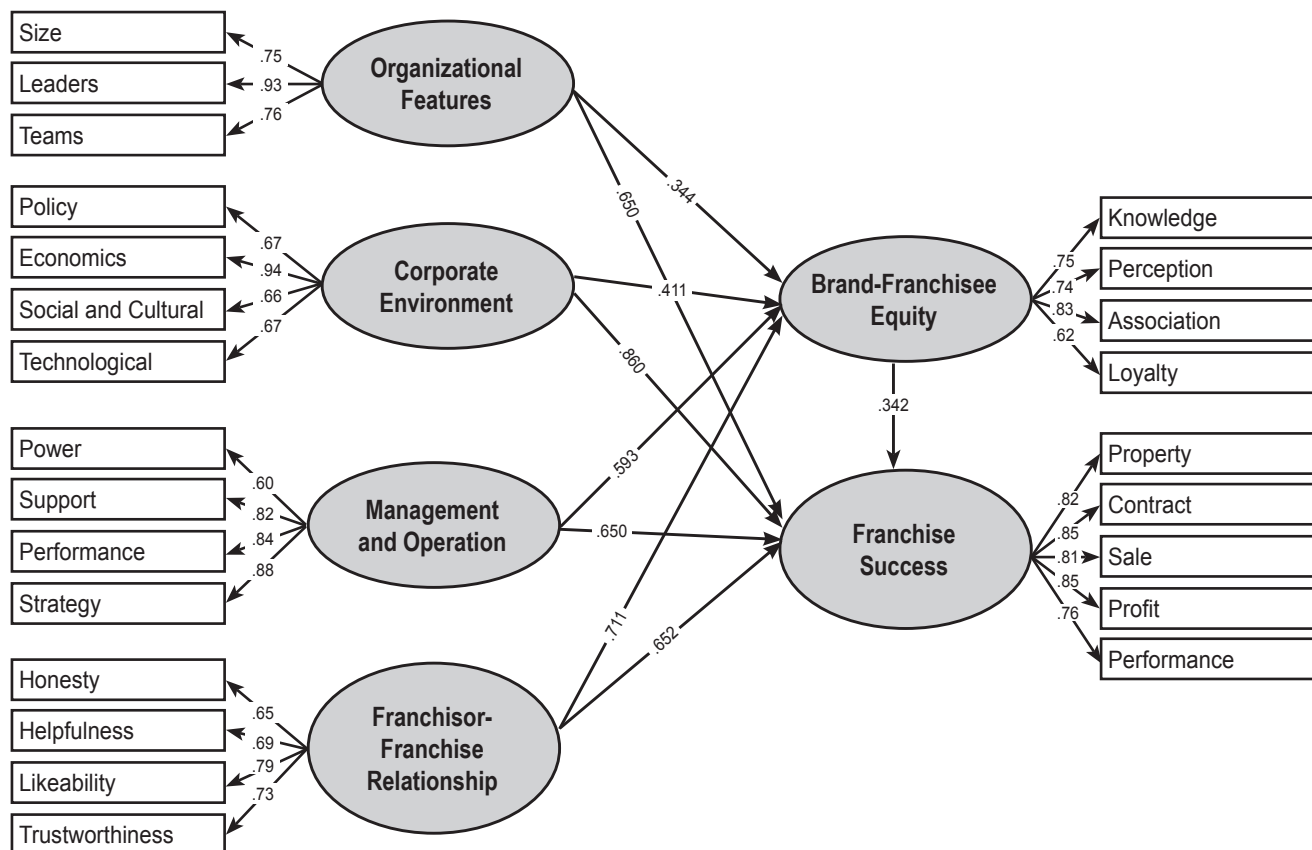 Size
Leaders
Teams
.75
.93
.76
Organizational
Features
Policy
Economics
Social and Cultural
Technological
.67
.94
.66
.67
Corporate
Environment
Power
Support
Performance
Strategy
.60
.82
.84
.88
Management
and Operation
Honesty
Helpfulness
Likeability
Trustworthiness
.65
.69
.79
.73
Franchisor-
Franchise
Relationship
.344
.650
.411
.860
.593
.650
.711
.652
Brand-Franchisee
Equity
.342
Franchise
Success
.75
.74
.83
.62
Knowledge
Perception
Association
Loyalty
.82
.85
.81
.85
.76
Property
Contract
Sale
Profit
Performance